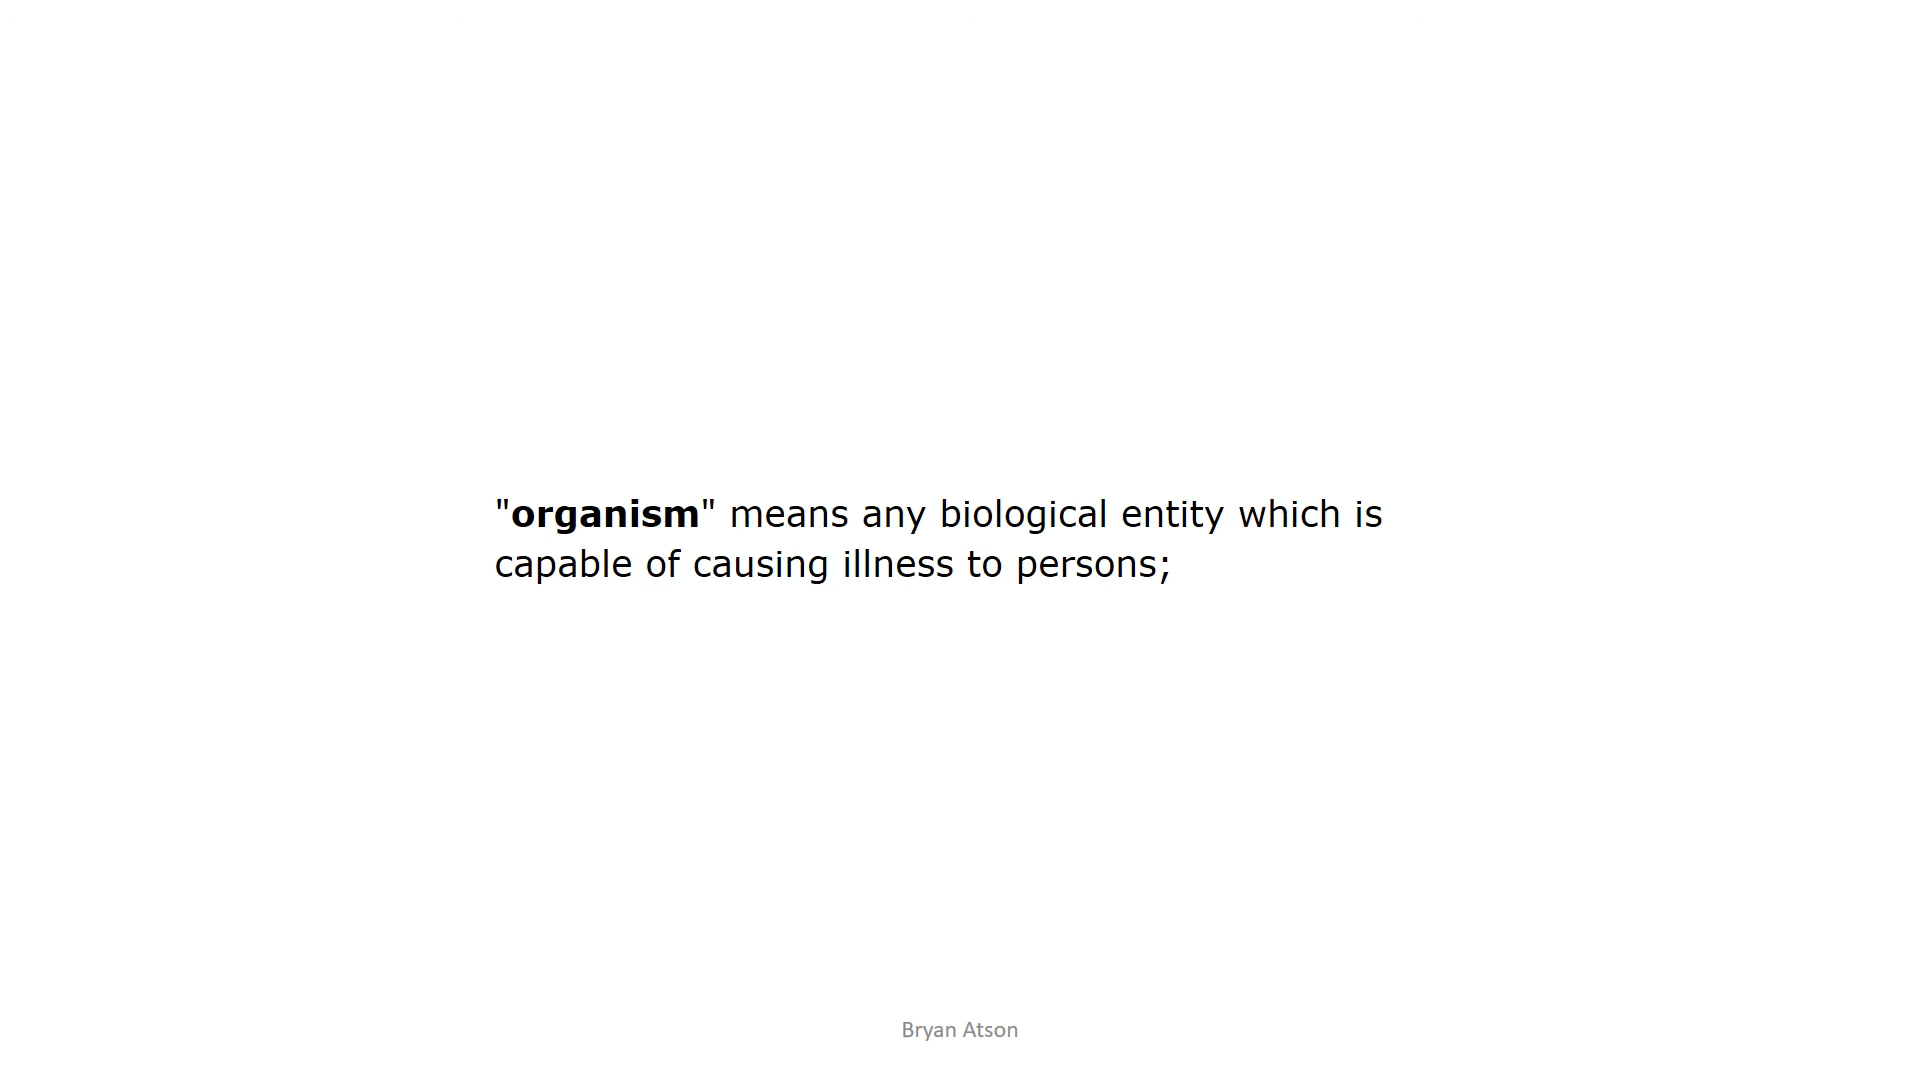 "organism" means any biological entity which is
capable of causing illness to persons;
Bryan Atson